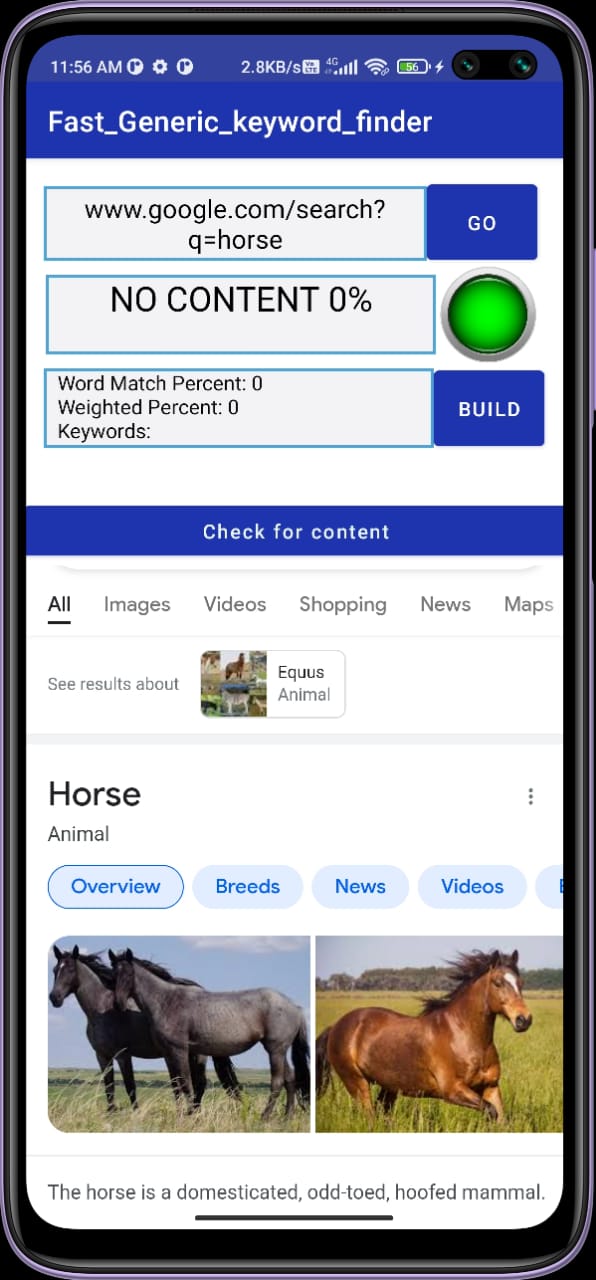 11:56 AM 2.8KB/s 4G 56
Fast_Generic_keyword_finder
www.google.com/search?
q=horse
GO
NO CONTENT 0%
Word Match Percent: 0
Weighted Percent: 0
Keywords:
BUILD
Check for content
All Images Videos Shopping News Maps
See results about
Equus
Animal
Horse
Animal
Overview Breeds News Videos
The horse is a domesticated, odd-toed, hoofed mammal.